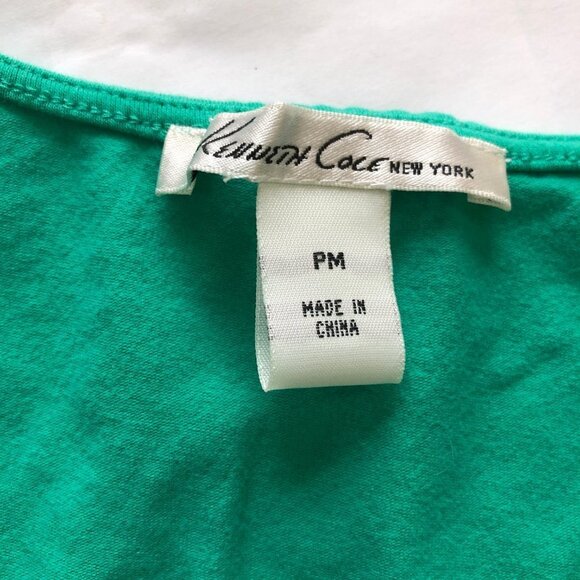 Kenneth Cole NEW YORK
PM
MADE IN
CHINA